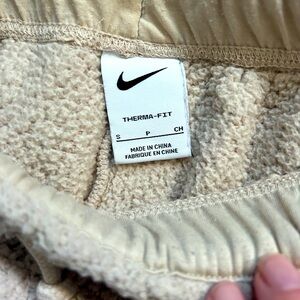 THERMA-FIT
S P CH
MADE IN CHINA
FABRIQUÉ EN CHINE